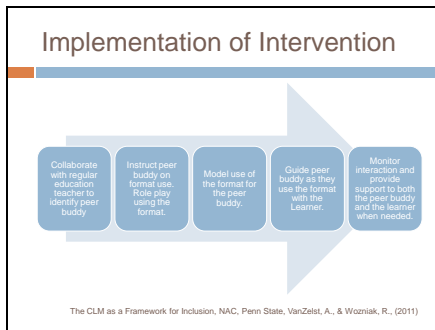 Implementation of Intervention
Collaborate
with regular
education
teacher to
identify peer
buddy
Instruct peer
buddy on
format use.
Role play
using the
format.
Model use of
the format for
the peer
buddy.
Guide peer
buddy as they
use the format
with the
Learner.
Monitor
interaction and
provide
support to both
the peer buddy
and the learner
when needed.
The CLM as a Framework for Inclusion, NAC, Penn State, VanZelst, A., & Wozniak, R., (2011)